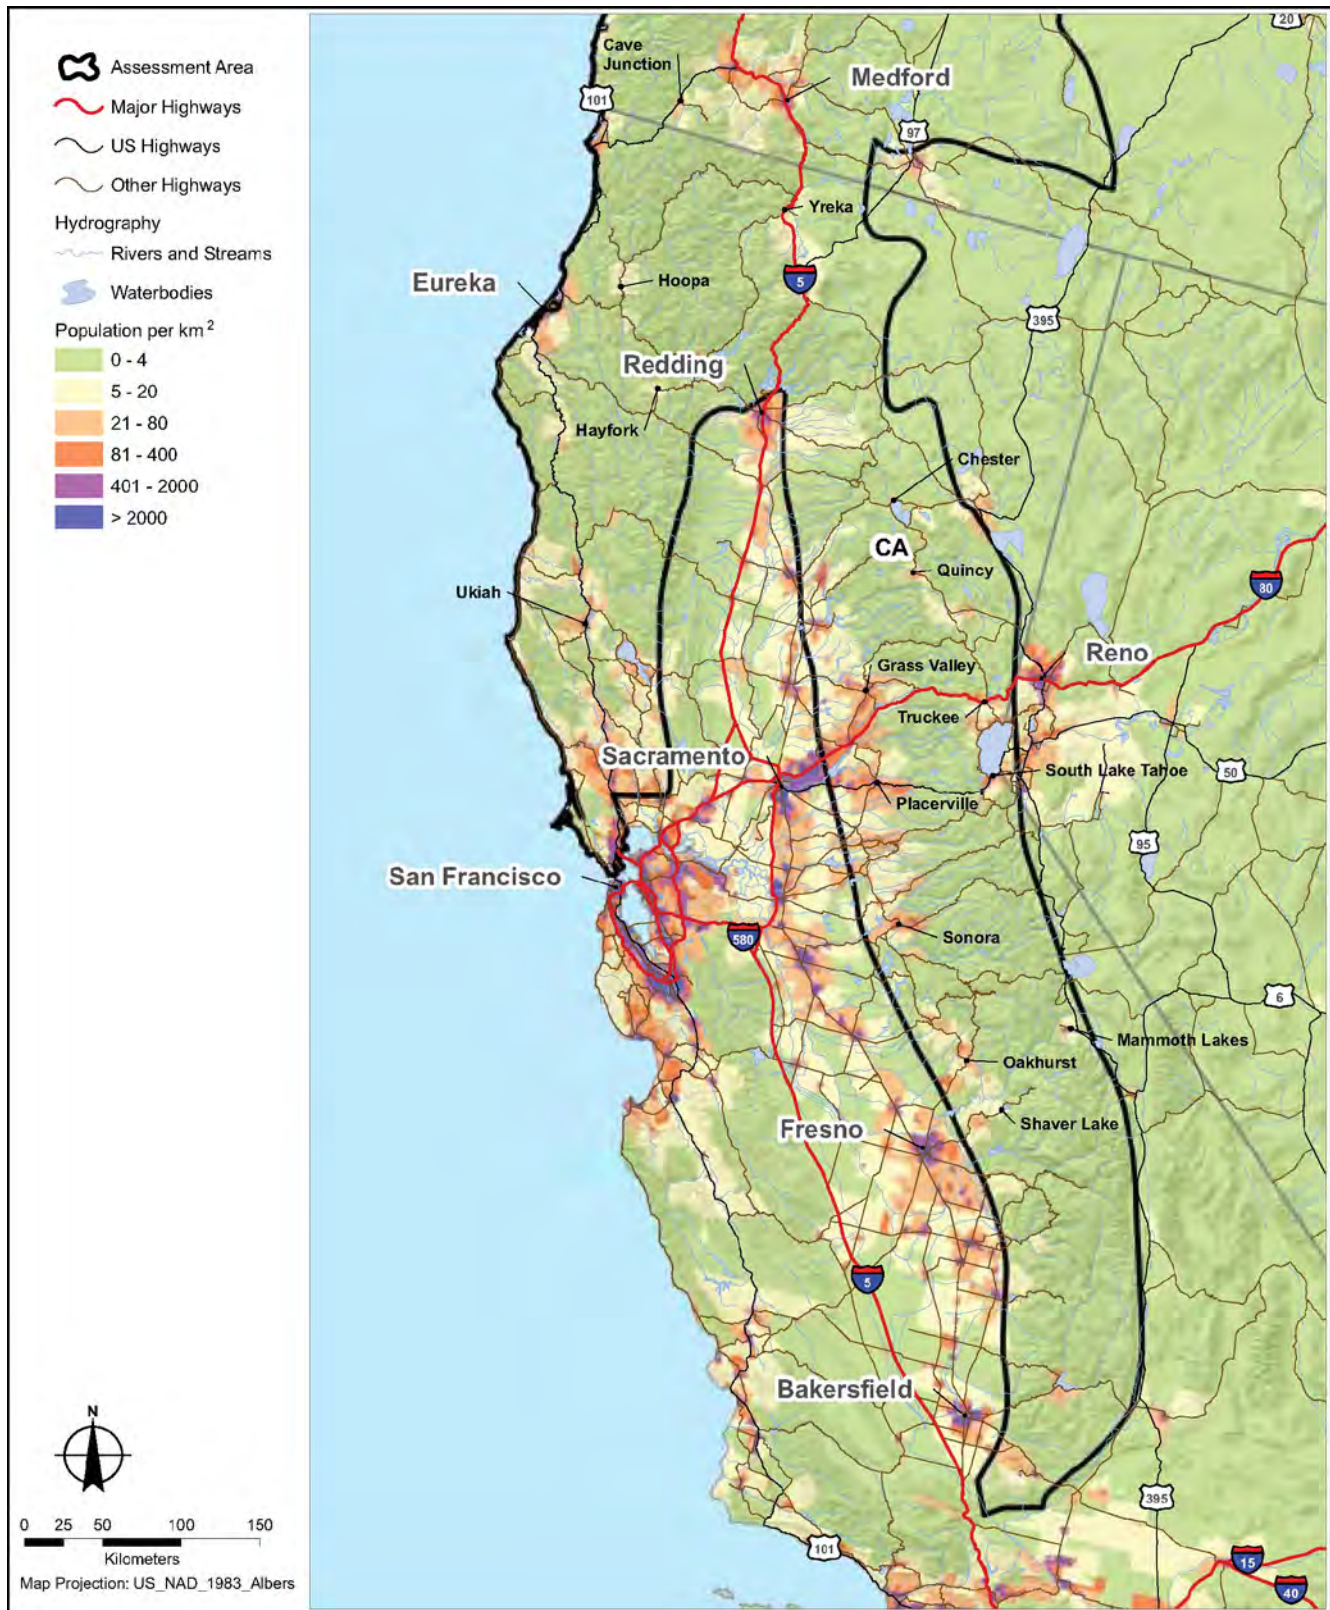 Assessment Area
Major Highways
US Highways
Other Highways
Hydrography
Rivers and Streams
Waterbodies
Population per km 2
0 - 4
5 - 20
21 - 80
81 - 400
401 - 2000
> 2000
N
0 25 50 100 150
Kilometers
Map Projection: US_NAD_1983_Albers
20
Cave
Junction
Medford
101
97
Yreka
Eureka
Hoopa
5
395
Redding
Hayfork
Chester
CA
Quincy
80
Ukiah
Reno
Grass Valley
Truckee
Sacramento
South Lake Tahoe
50
Placerville
95
San Francisco
580
Sonora
6
Mammoth Lakes
Oakhurst
Shaver Lake
Fresno
5
Bakersfield
395
101
15
40